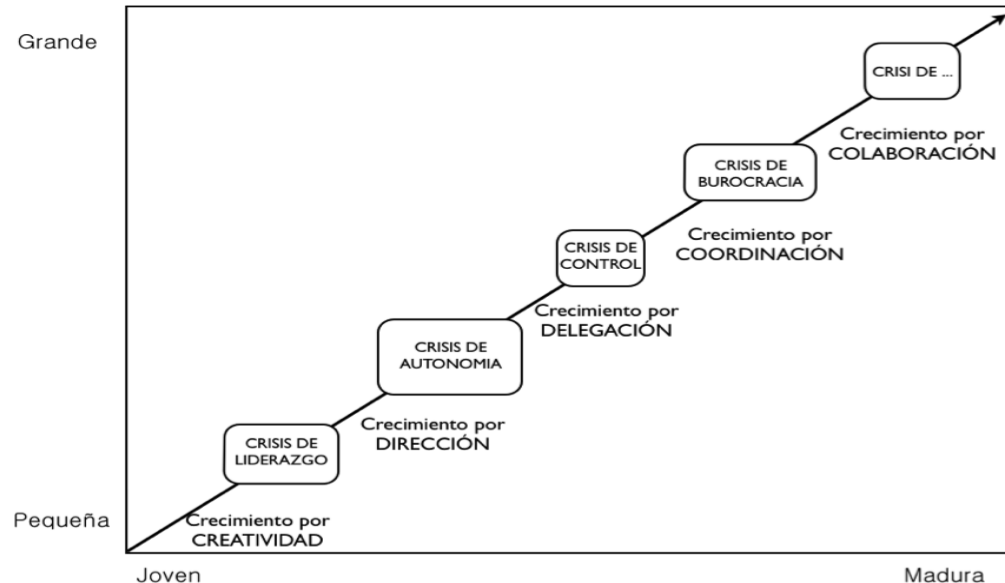 Grande
CRISI DE ...
Crecimiento por
COLABORACIÓN
CRISIS DE
BUROCRACIA
Crecimiento por
COORDINACIÓN
CRISIS DE
CONTROL
Crecimiento por
DELEGACIÓN
CRISIS DE
AUTONOMIA
Crecimiento por
DIRECCIÓN
CRISIS DE
LIDERAZGO
Pequeña
Crecimiento por
CREATIVIDAD
Joven
Madura